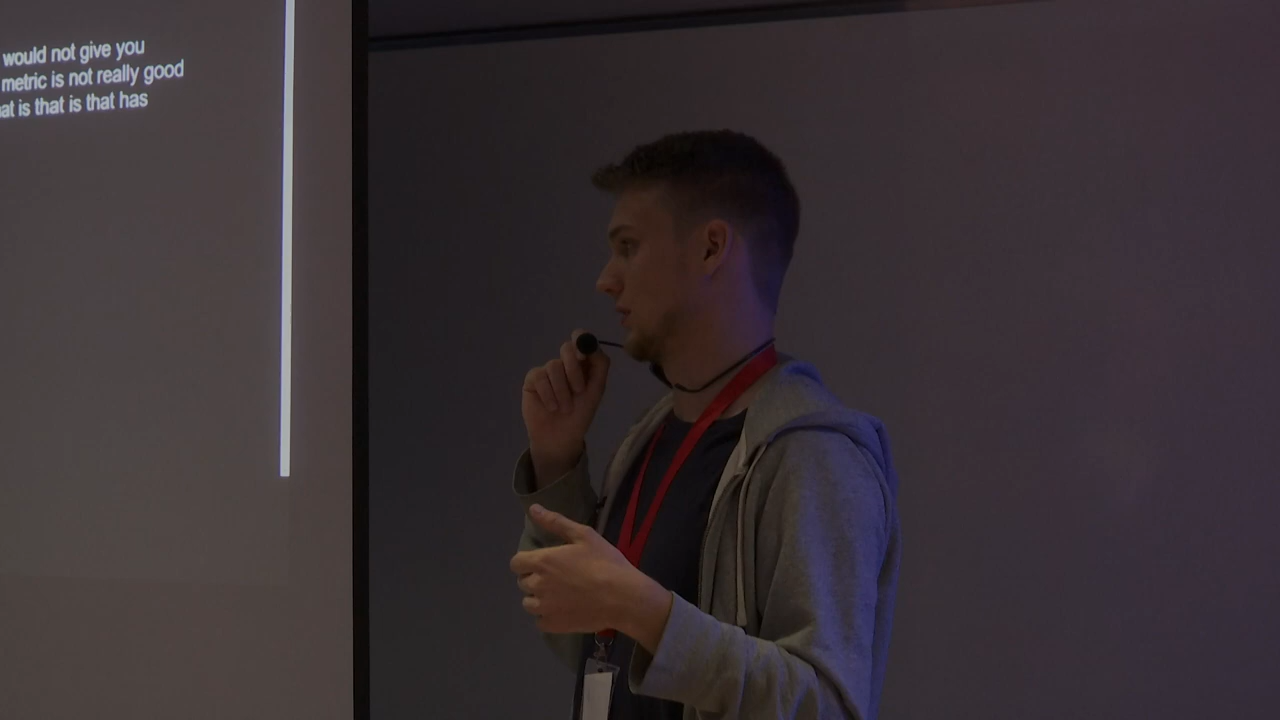 would not give you
metric is not really good
at is that is that has